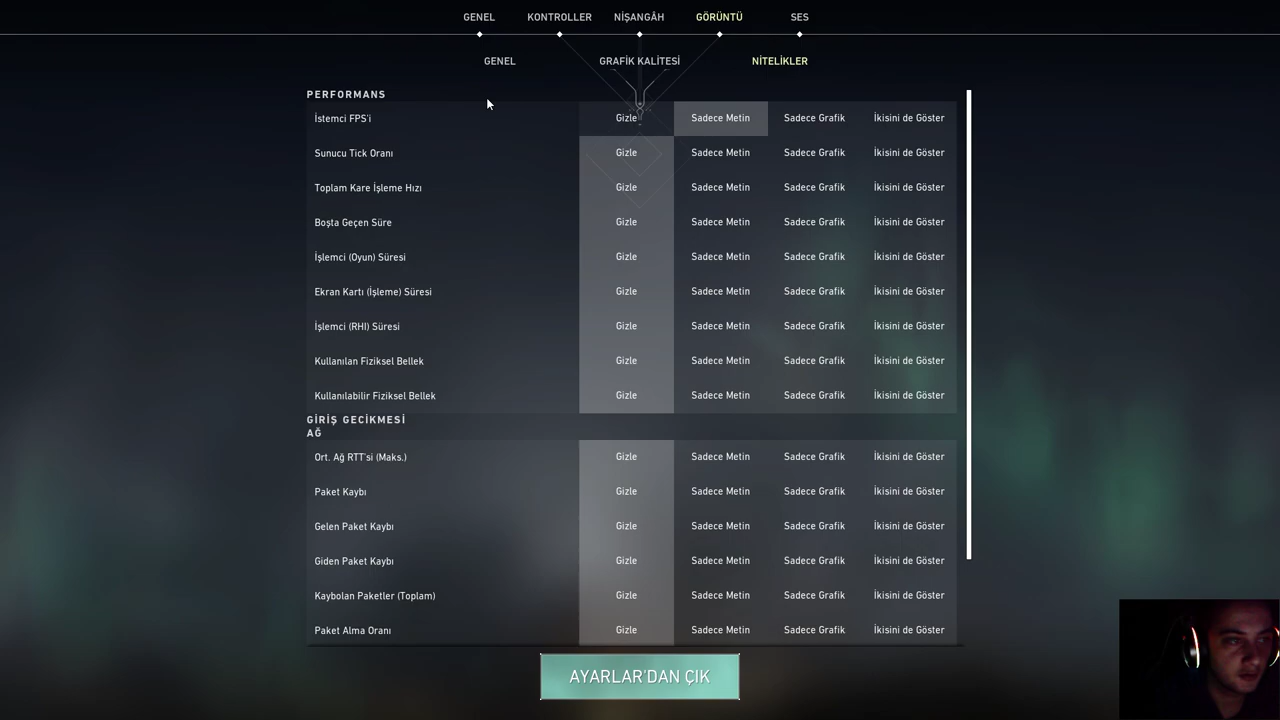 GENEL KONTROLLER NİŞANGÂH GÖRÜNTÜ SES
GENEL GRAFİK KALİTESİ NİTELİKLER
PERFORMANS
İstemci FPS'i Gizle Sadece Metin Sadece Grafik İkisini de Göster
Sunucu Tick Oranı Gizle Sadece Metin Sadece Grafik İkisini de Göster
Toplam Kare İşleme Hızı Gizle Sadece Metin Sadece Grafik İkisini de Göster
Boşta Geçen Süre Gizle Sadece Metin Sadece Grafik İkisini de Göster
İşlemci (Oyun) Süresi Gizle Sadece Metin Sadece Grafik İkisini de Göster
Ekran Kartı (İşleme) Süresi Gizle Sadece Metin Sadece Grafik İkisini de Göster
İşlemci (RHI) Süresi Gizle Sadece Metin Sadece Grafik İkisini de Göster
Kullanılan Fiziksel Bellek Gizle Sadece Metin Sadece Grafik İkisini de Göster
Kullanılabilir Fiziksel Bellek Gizle Sadece Metin Sadece Grafik İkisini de Göster
GİRİŞ GECİKMESİ
AĞ
Ort. Ağ RTT'si (Maks.) Gizle Sadece Metin Sadece Grafik İkisini de Göster
Paket Kaybı Gizle Sadece Metin Sadece Grafik İkisini de Göster
Gelen Paket Kaybı Gizle Sadece Metin Sadece Grafik İkisini de Göster
Giden Paket Kaybı Gizle Sadece Metin Sadece Grafik İkisini de Göster
Kaybolan Paketler (Toplam) Gizle Sadece Metin Sadece Grafik İkisini de Göster
Paket Alma Oranı Gizle Sadece Metin Sadece Grafik İkisini de Göster
AYARLAR'DAN ÇIK